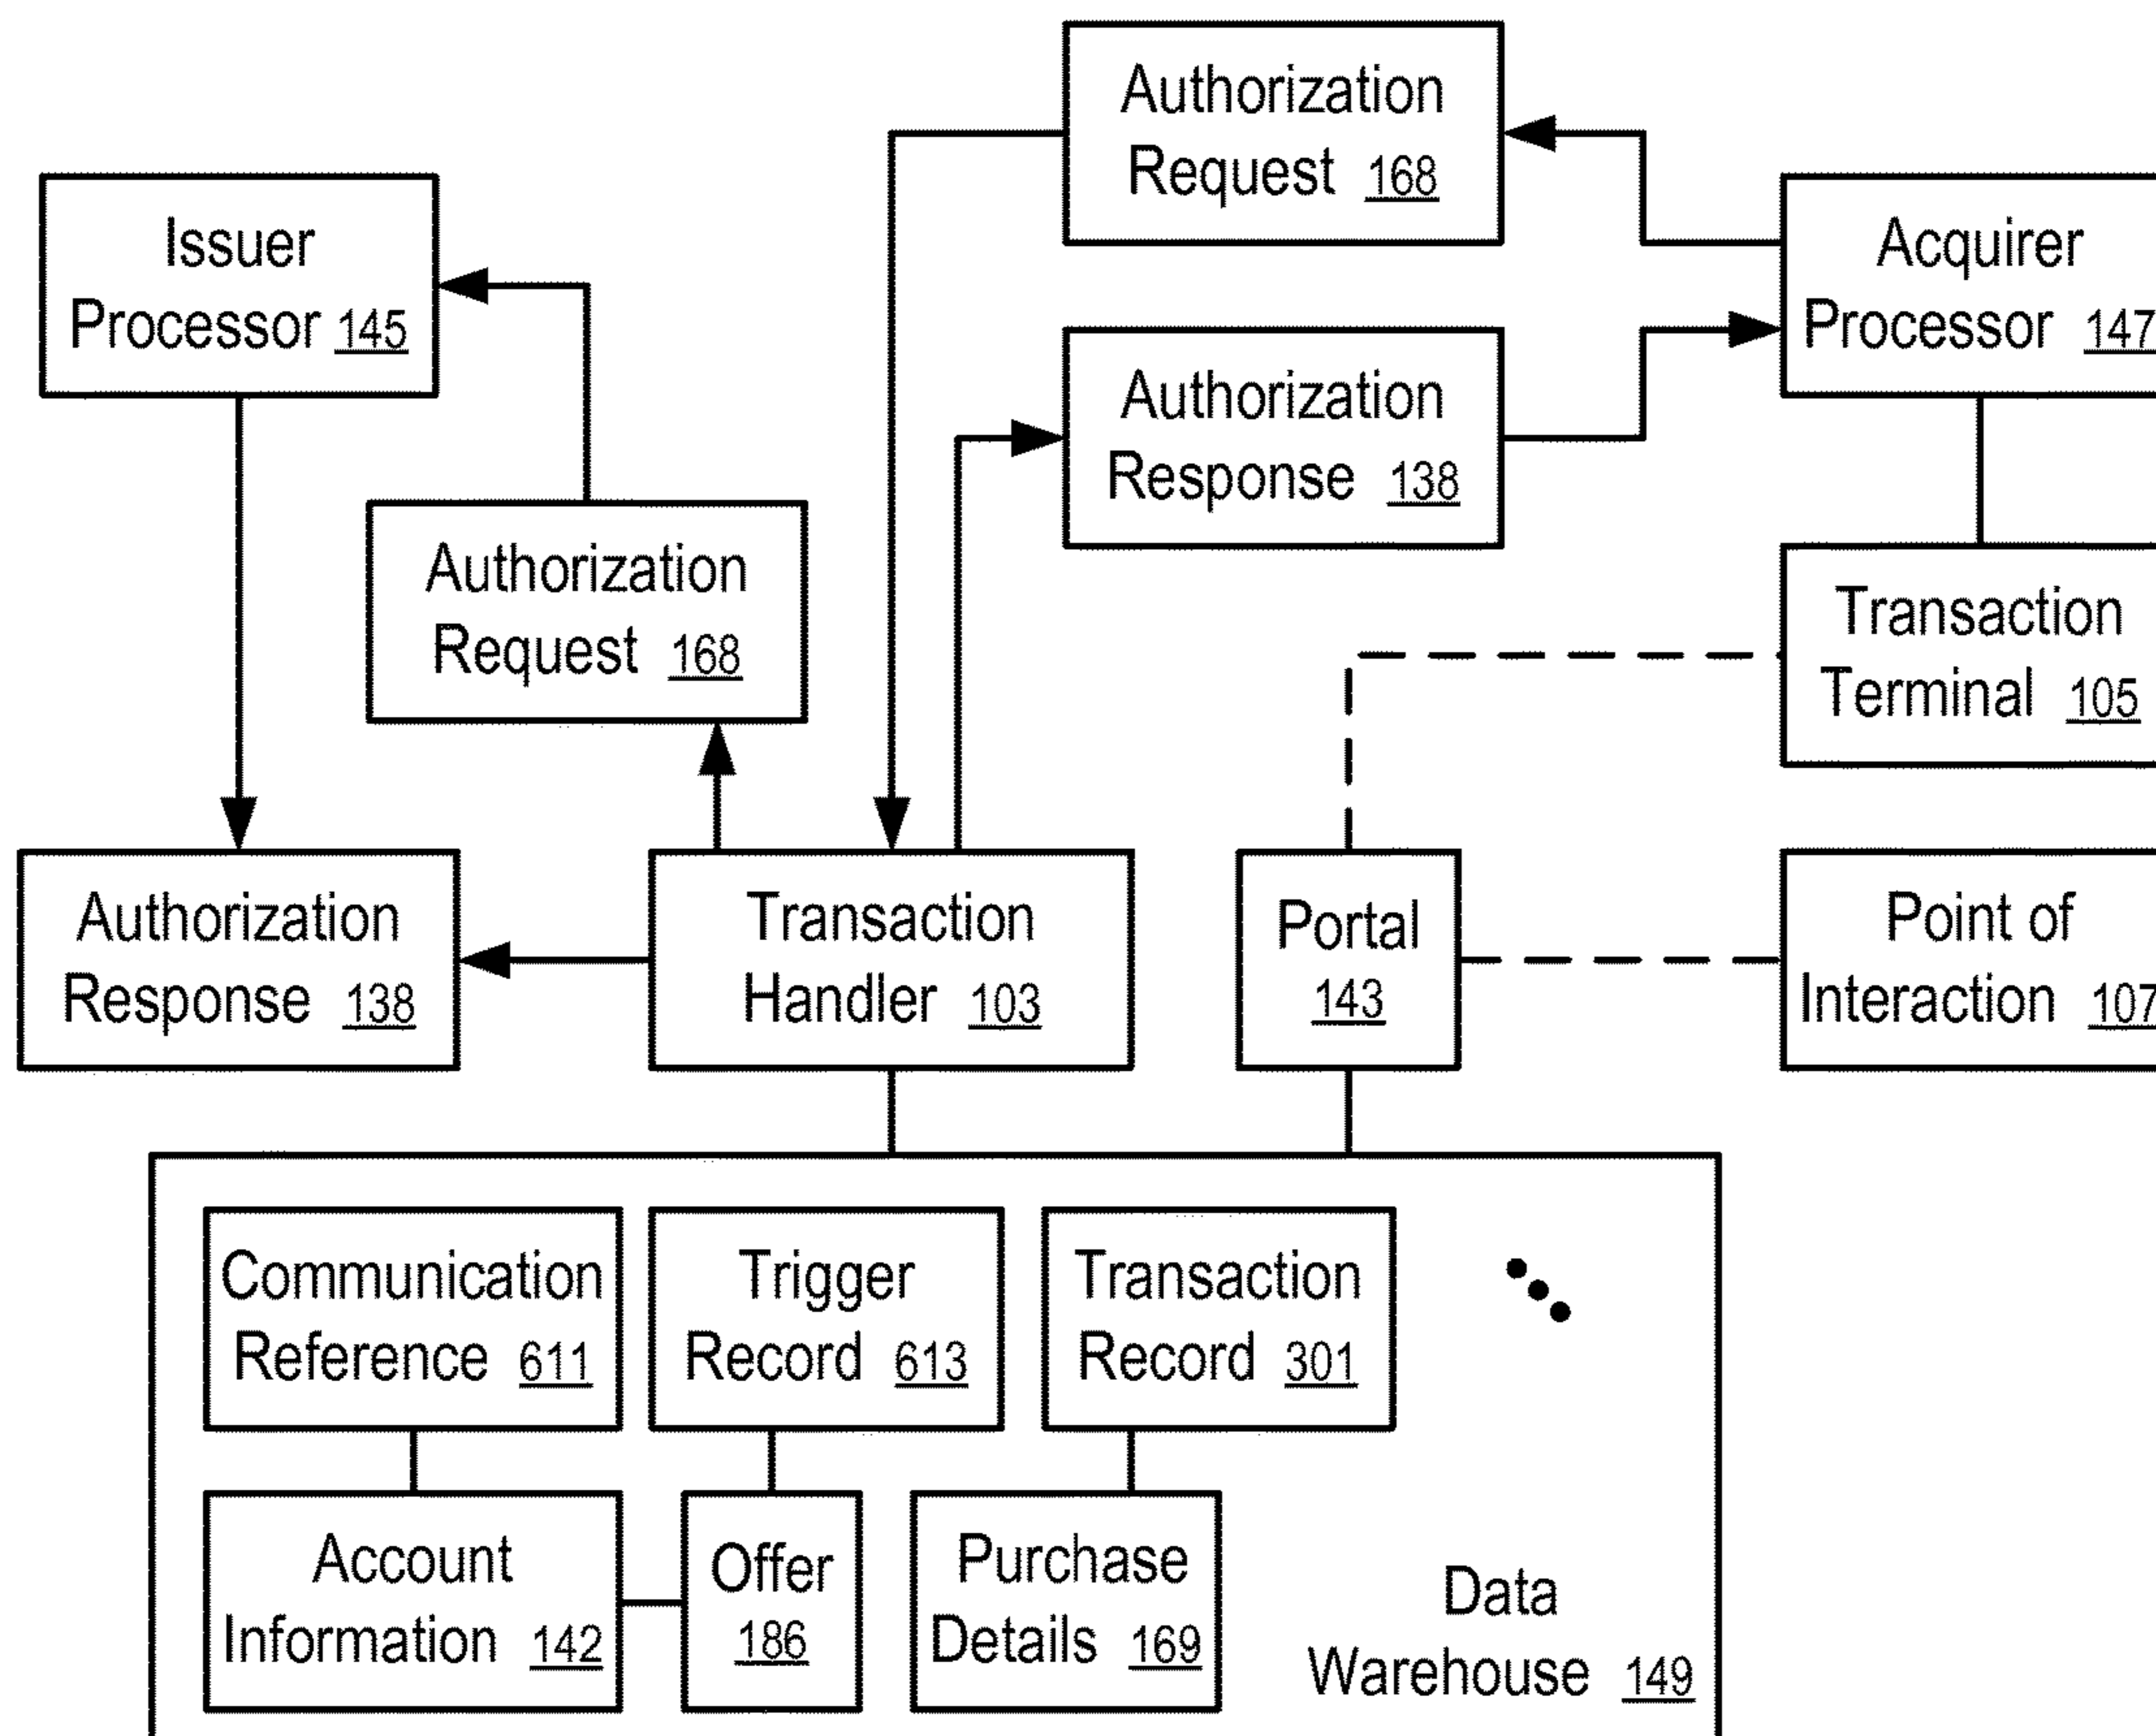 Authorization
Request 168
Issuer
Processor 145
Acquirer
Processor 147
Authorization
Response 138
Authorization
Request 168
Transaction
Terminal 105
Authorization
Response 138
Transaction
Handler 103
Portal
143
Point of
Interaction 107
Communication
Reference 611
Trigger
Record 613
Transaction
Record 301
Account
Information 142
Offer
186
Purchase
Details 169
Data
Warehouse 149